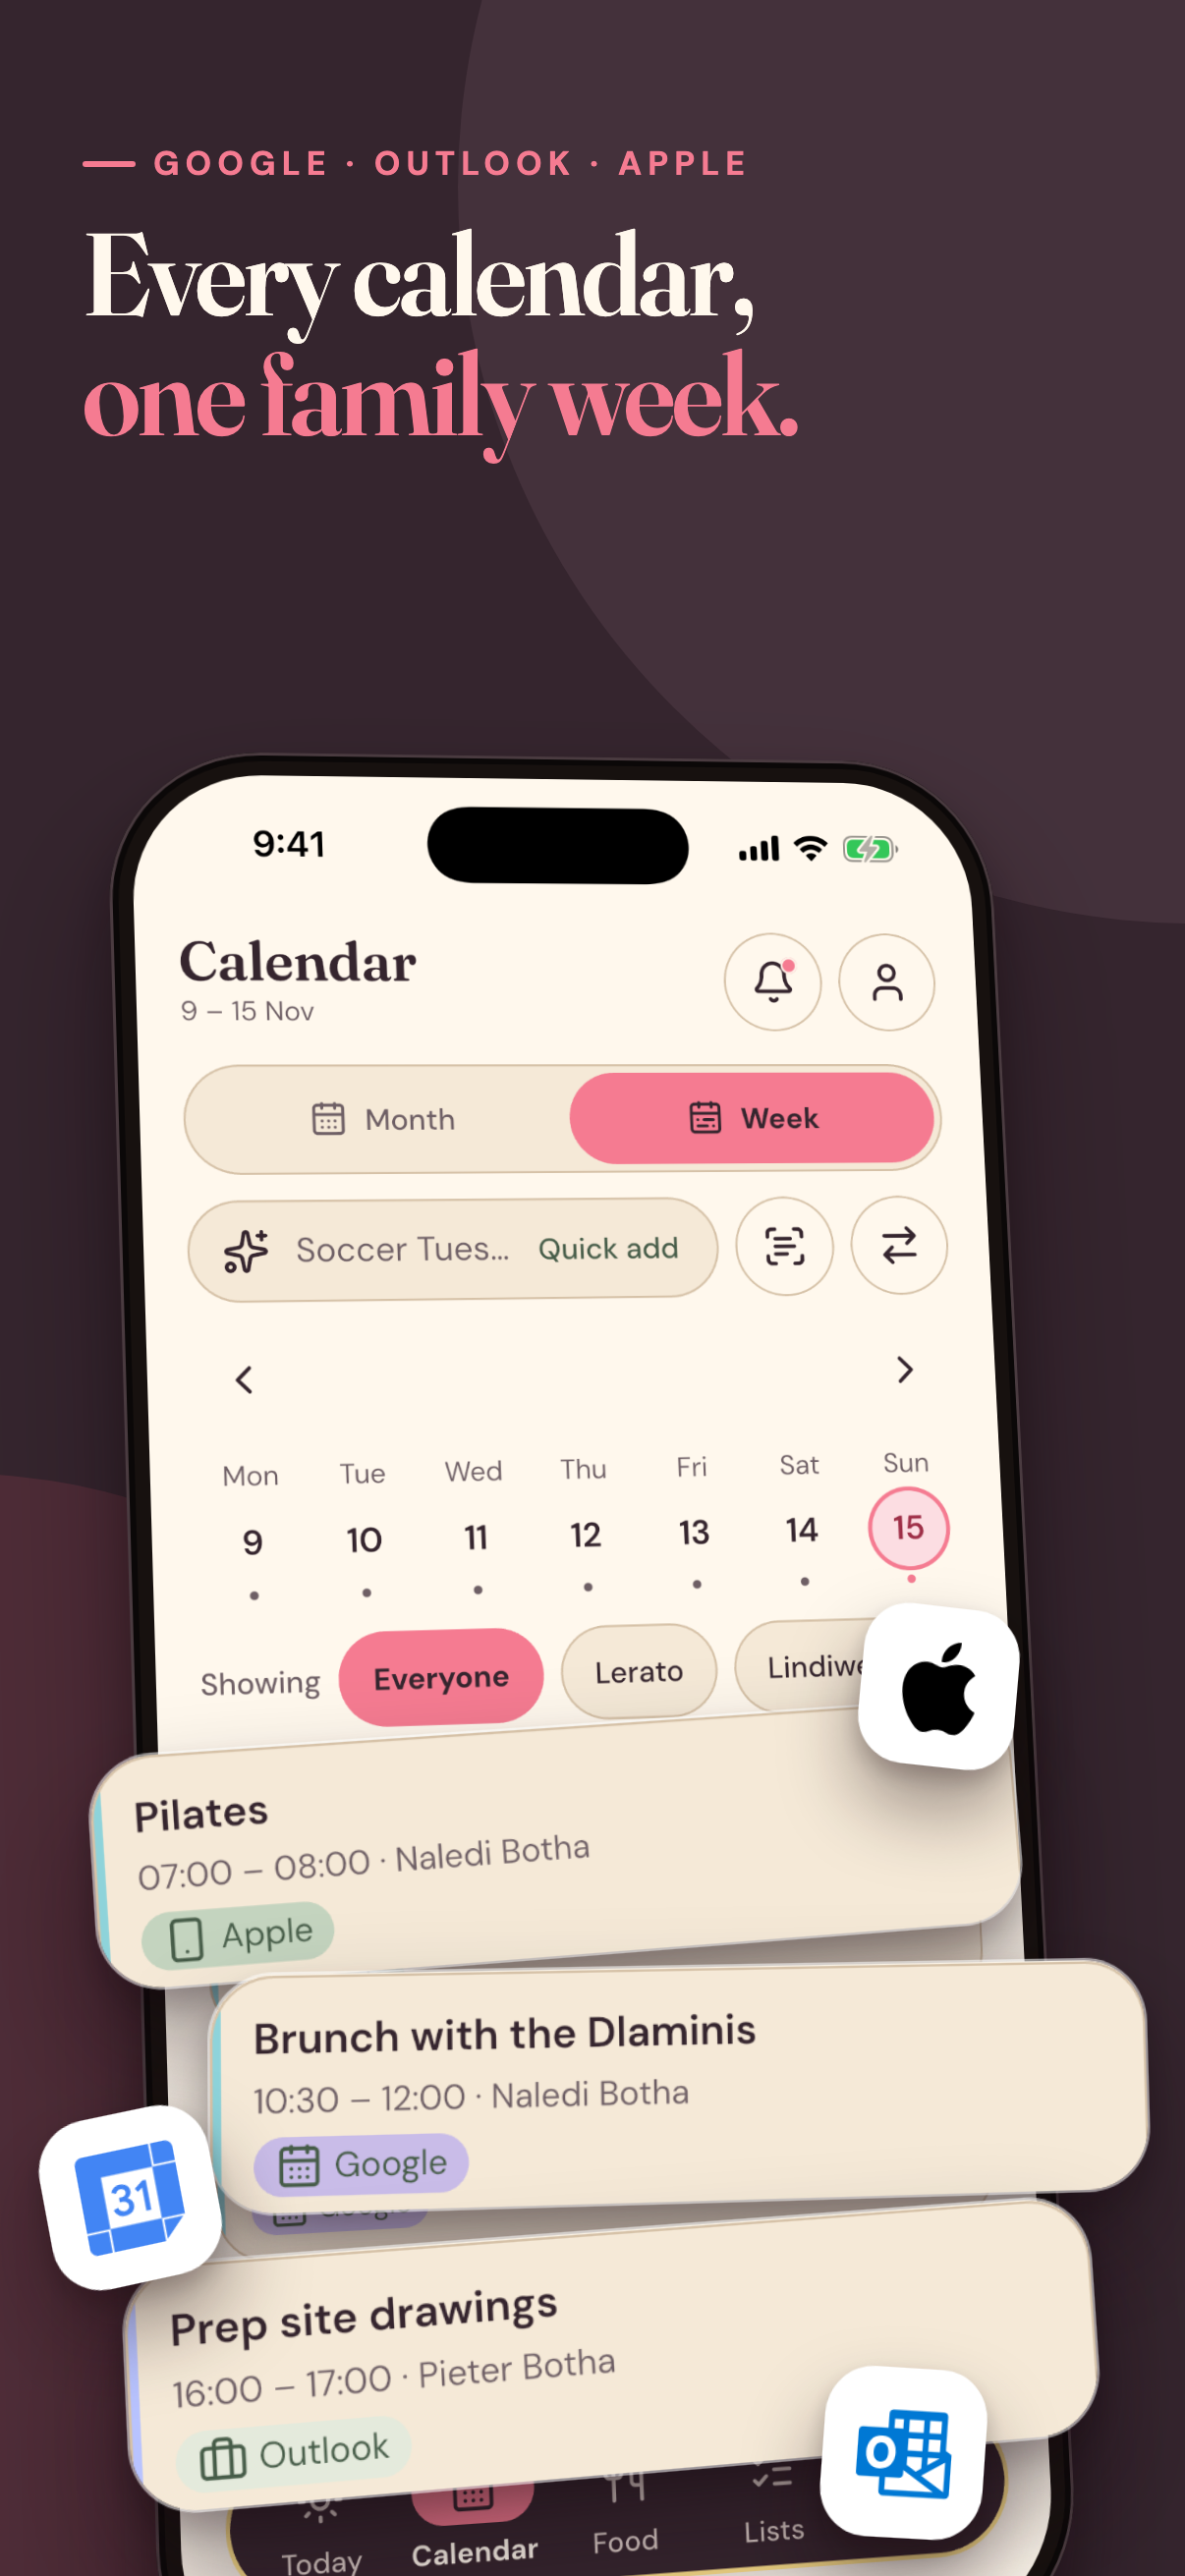 GOOGLE · OUTLOOK · APPLE
Every calendar,
one family week.
9:41
Calendar
9 – 15 Nov
Month
Week
Soccer Tues...
Quick add
Mon Tue Wed Thu Fri Sat Sun
9 10 11 12 13 14 15
Showing
Everyone
Lerato
Lindiwe
Pilates
07:00 – 08:00 · Naledi Botha
Apple
Brunch with the Dlaminis
10:30 – 12:00 · Naledi Botha
Google
Google
31
Prep site drawings
16:00 – 17:00 · Pieter Botha
Outlook
O
Today
Calendar
Food
Lists